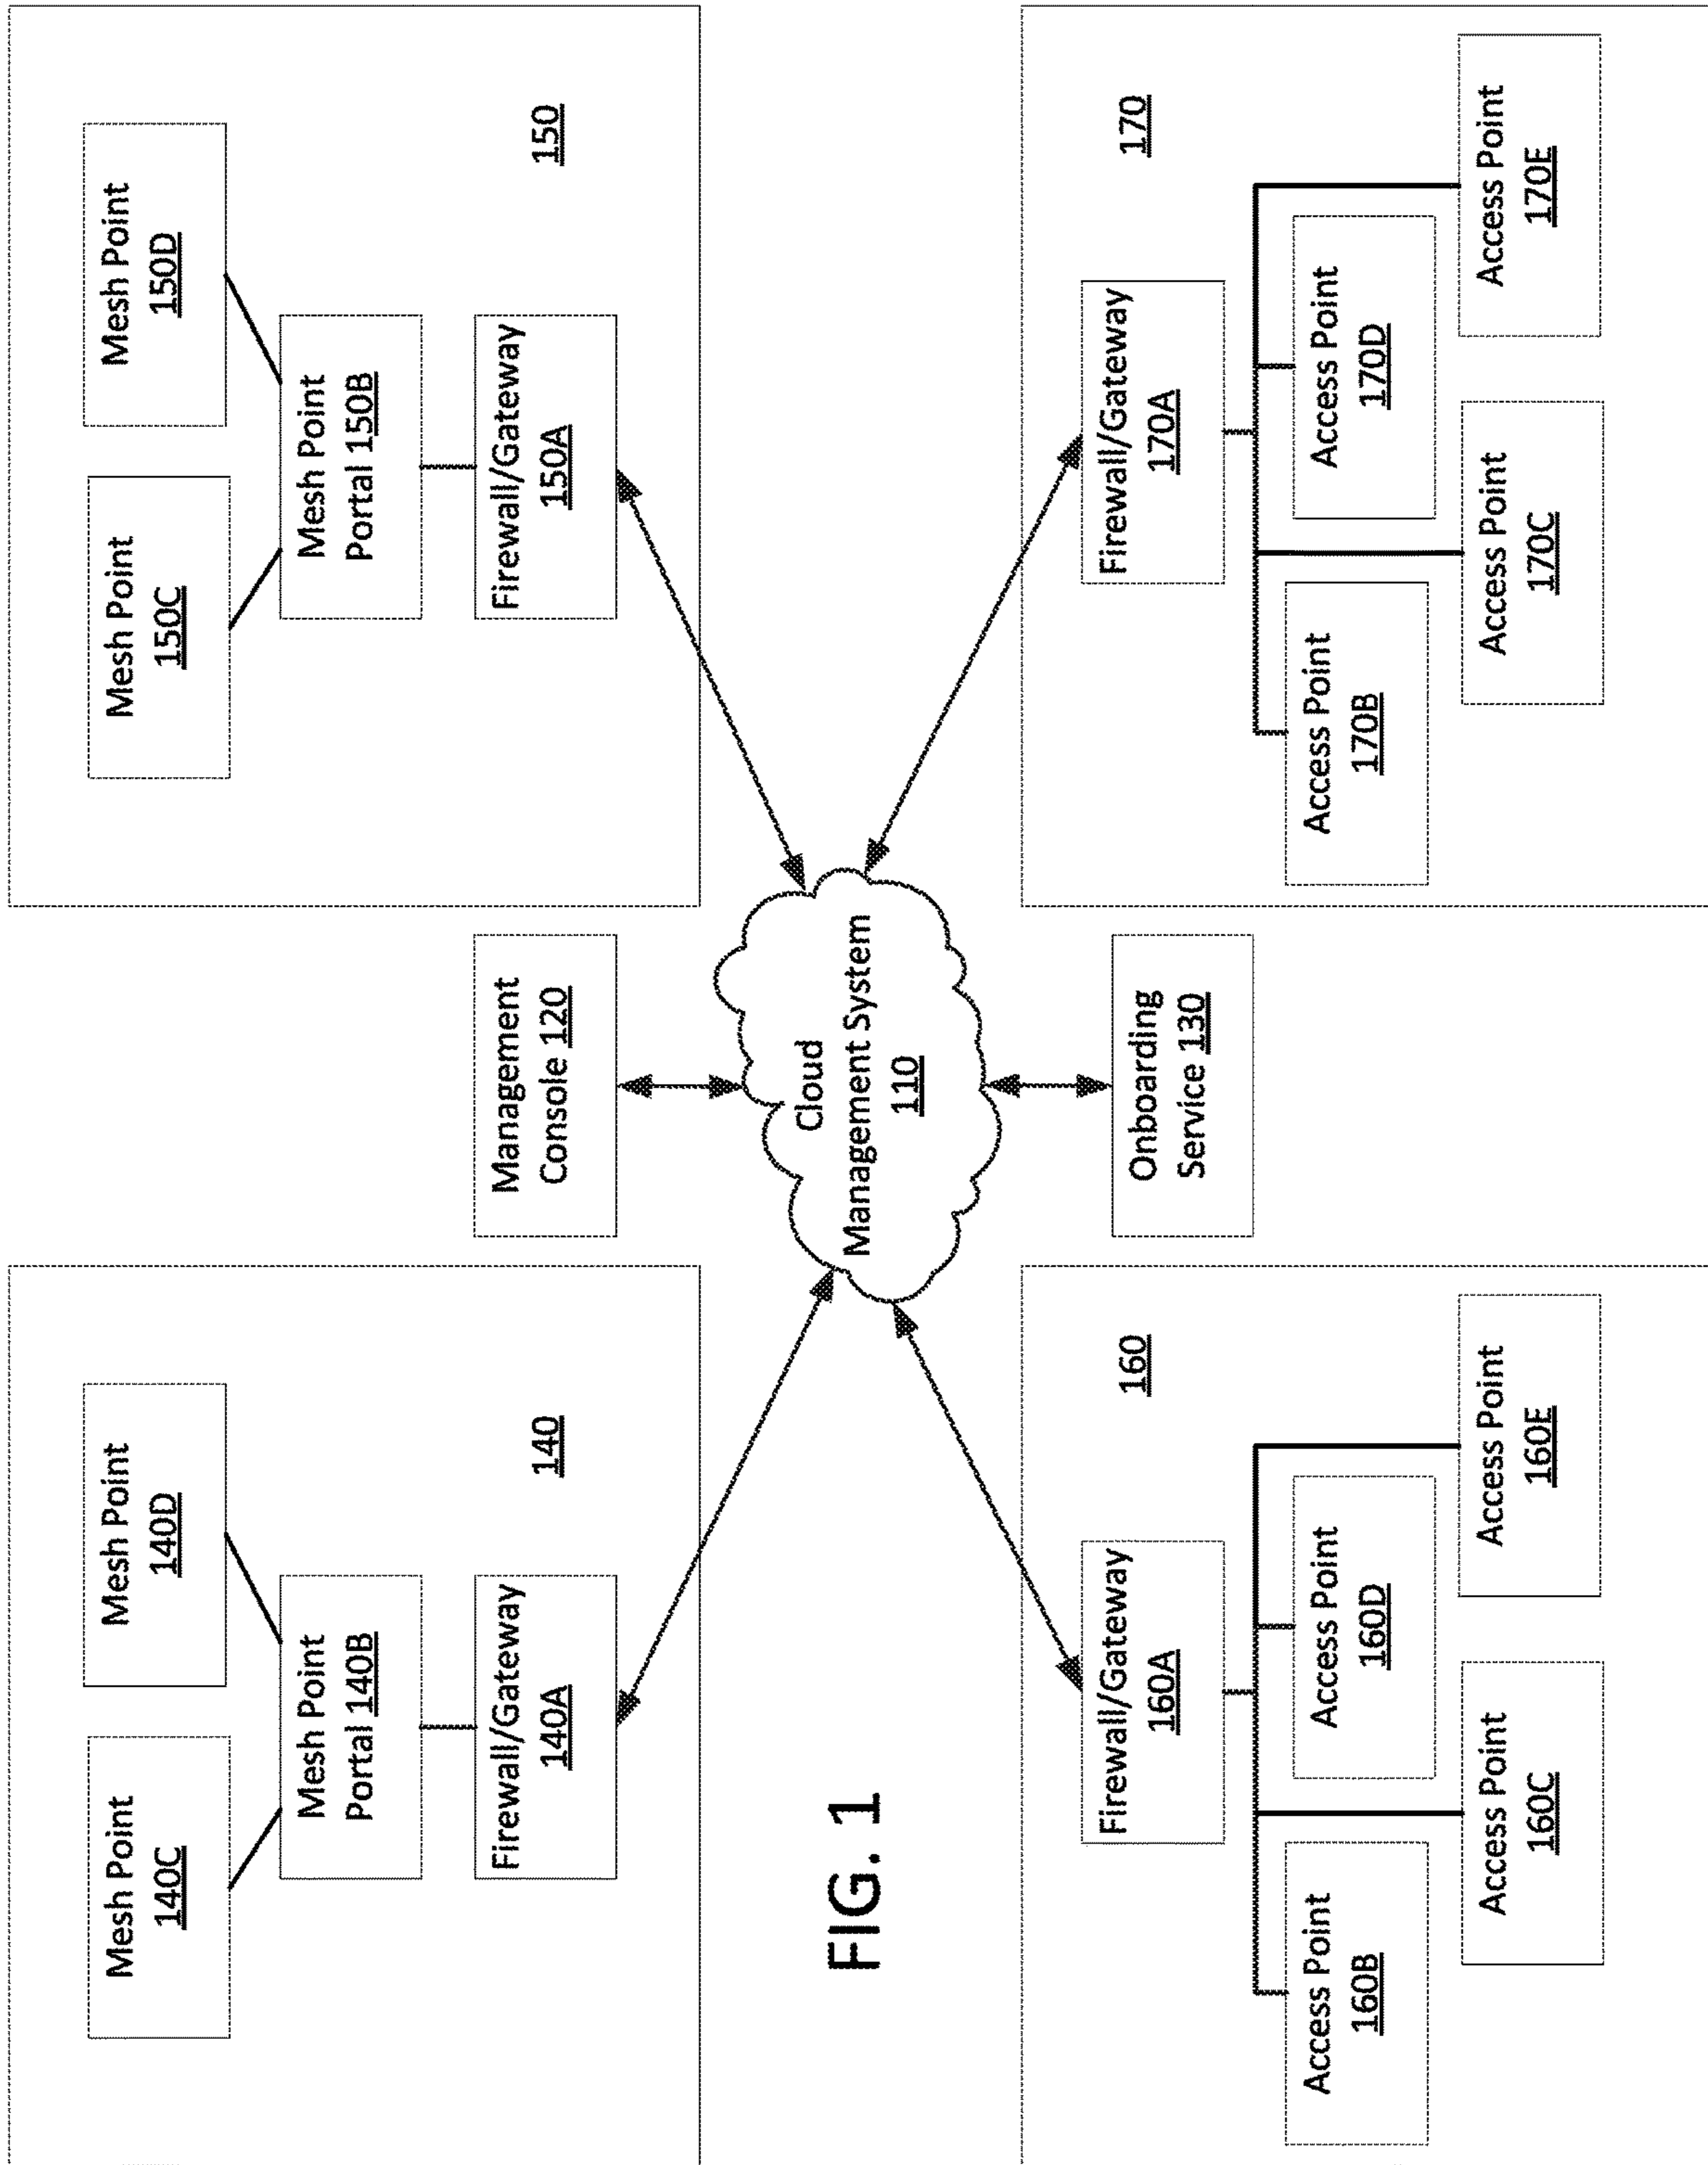 Mesh Point
140C
Mesh Point
140D
Mesh Point
Portal 140B
Firewall/Gateway
140A
140
Mesh Point
150C
Mesh Point
150D
Mesh Point
Portal 150B
Firewall/Gateway
150A
150
Management
Console 120
Cloud
Management System
110
Onboarding
Service 130
FIG. 1
160
Firewall/Gateway
160A
Access Point
160B
Access Point
160D
Access Point
160C
Access Point
160E
170
Firewall/Gateway
170A
Access Point
170B
Access Point
170D
Access Point
170C
Access Point
170E